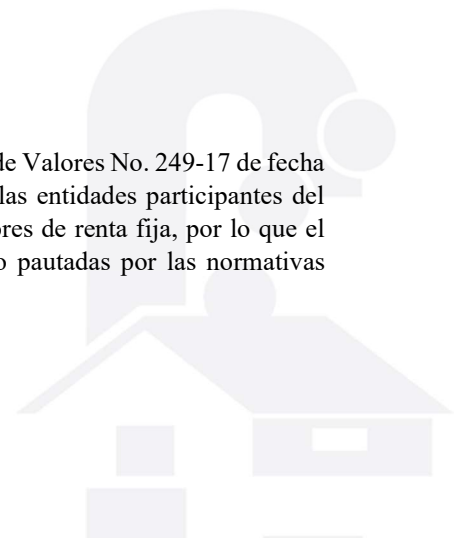 de Valores No. 249-17 de fecha
las entidades participantes del
res de renta fija, por lo que el
o pautadas por las normativas